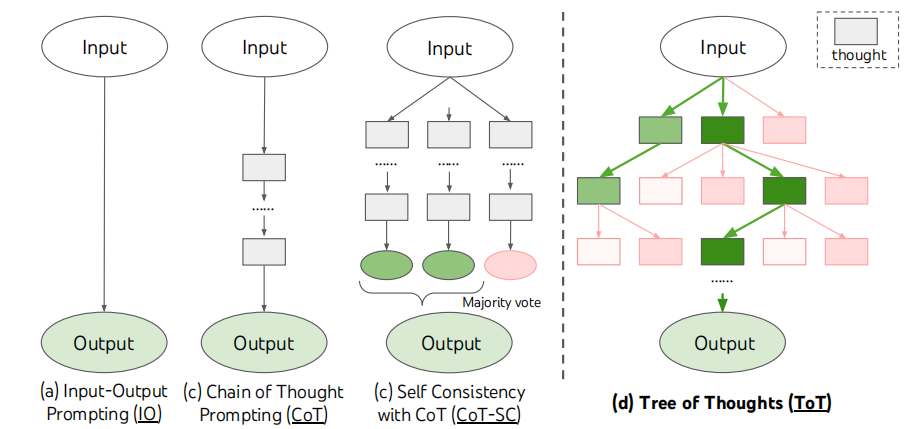 Input
Input
Input
Input
thought
......
......
......
......
......
Majority vote
Output
Output
Output
Output
(a) Input-Output
Prompting (IO)
(c) Chain of Thought
Prompting (CoT)
(c) Self Consistency
with CoT (CoT-SC)
(d) Tree of Thoughts (ToT)